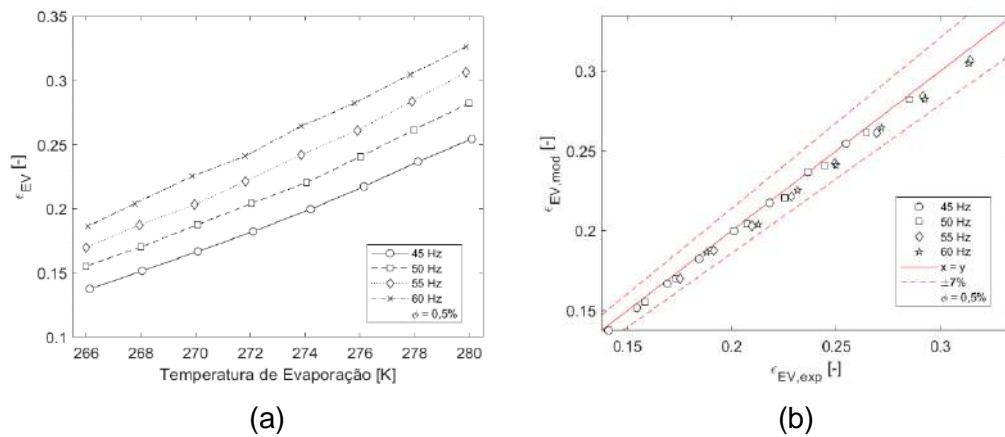 0.35
0.3
0.25
0.2
0.15
0.1
ϵEV [-]
266 268 270 272 274 276 278 280
Temperatura de Evaporação [K]
45 Hz
50 Hz
55 Hz
60 Hz
ϕ = 0,5%
(a)
0.3
0.25
0.2
0.15
ϵEV,mod [-]
0.15 0.2 0.25 0.3
ϵEV,exp [-]
45 Hz
50 Hz
55 Hz
60 Hz
x = y
±7%
ϕ = 0,5%
(b)